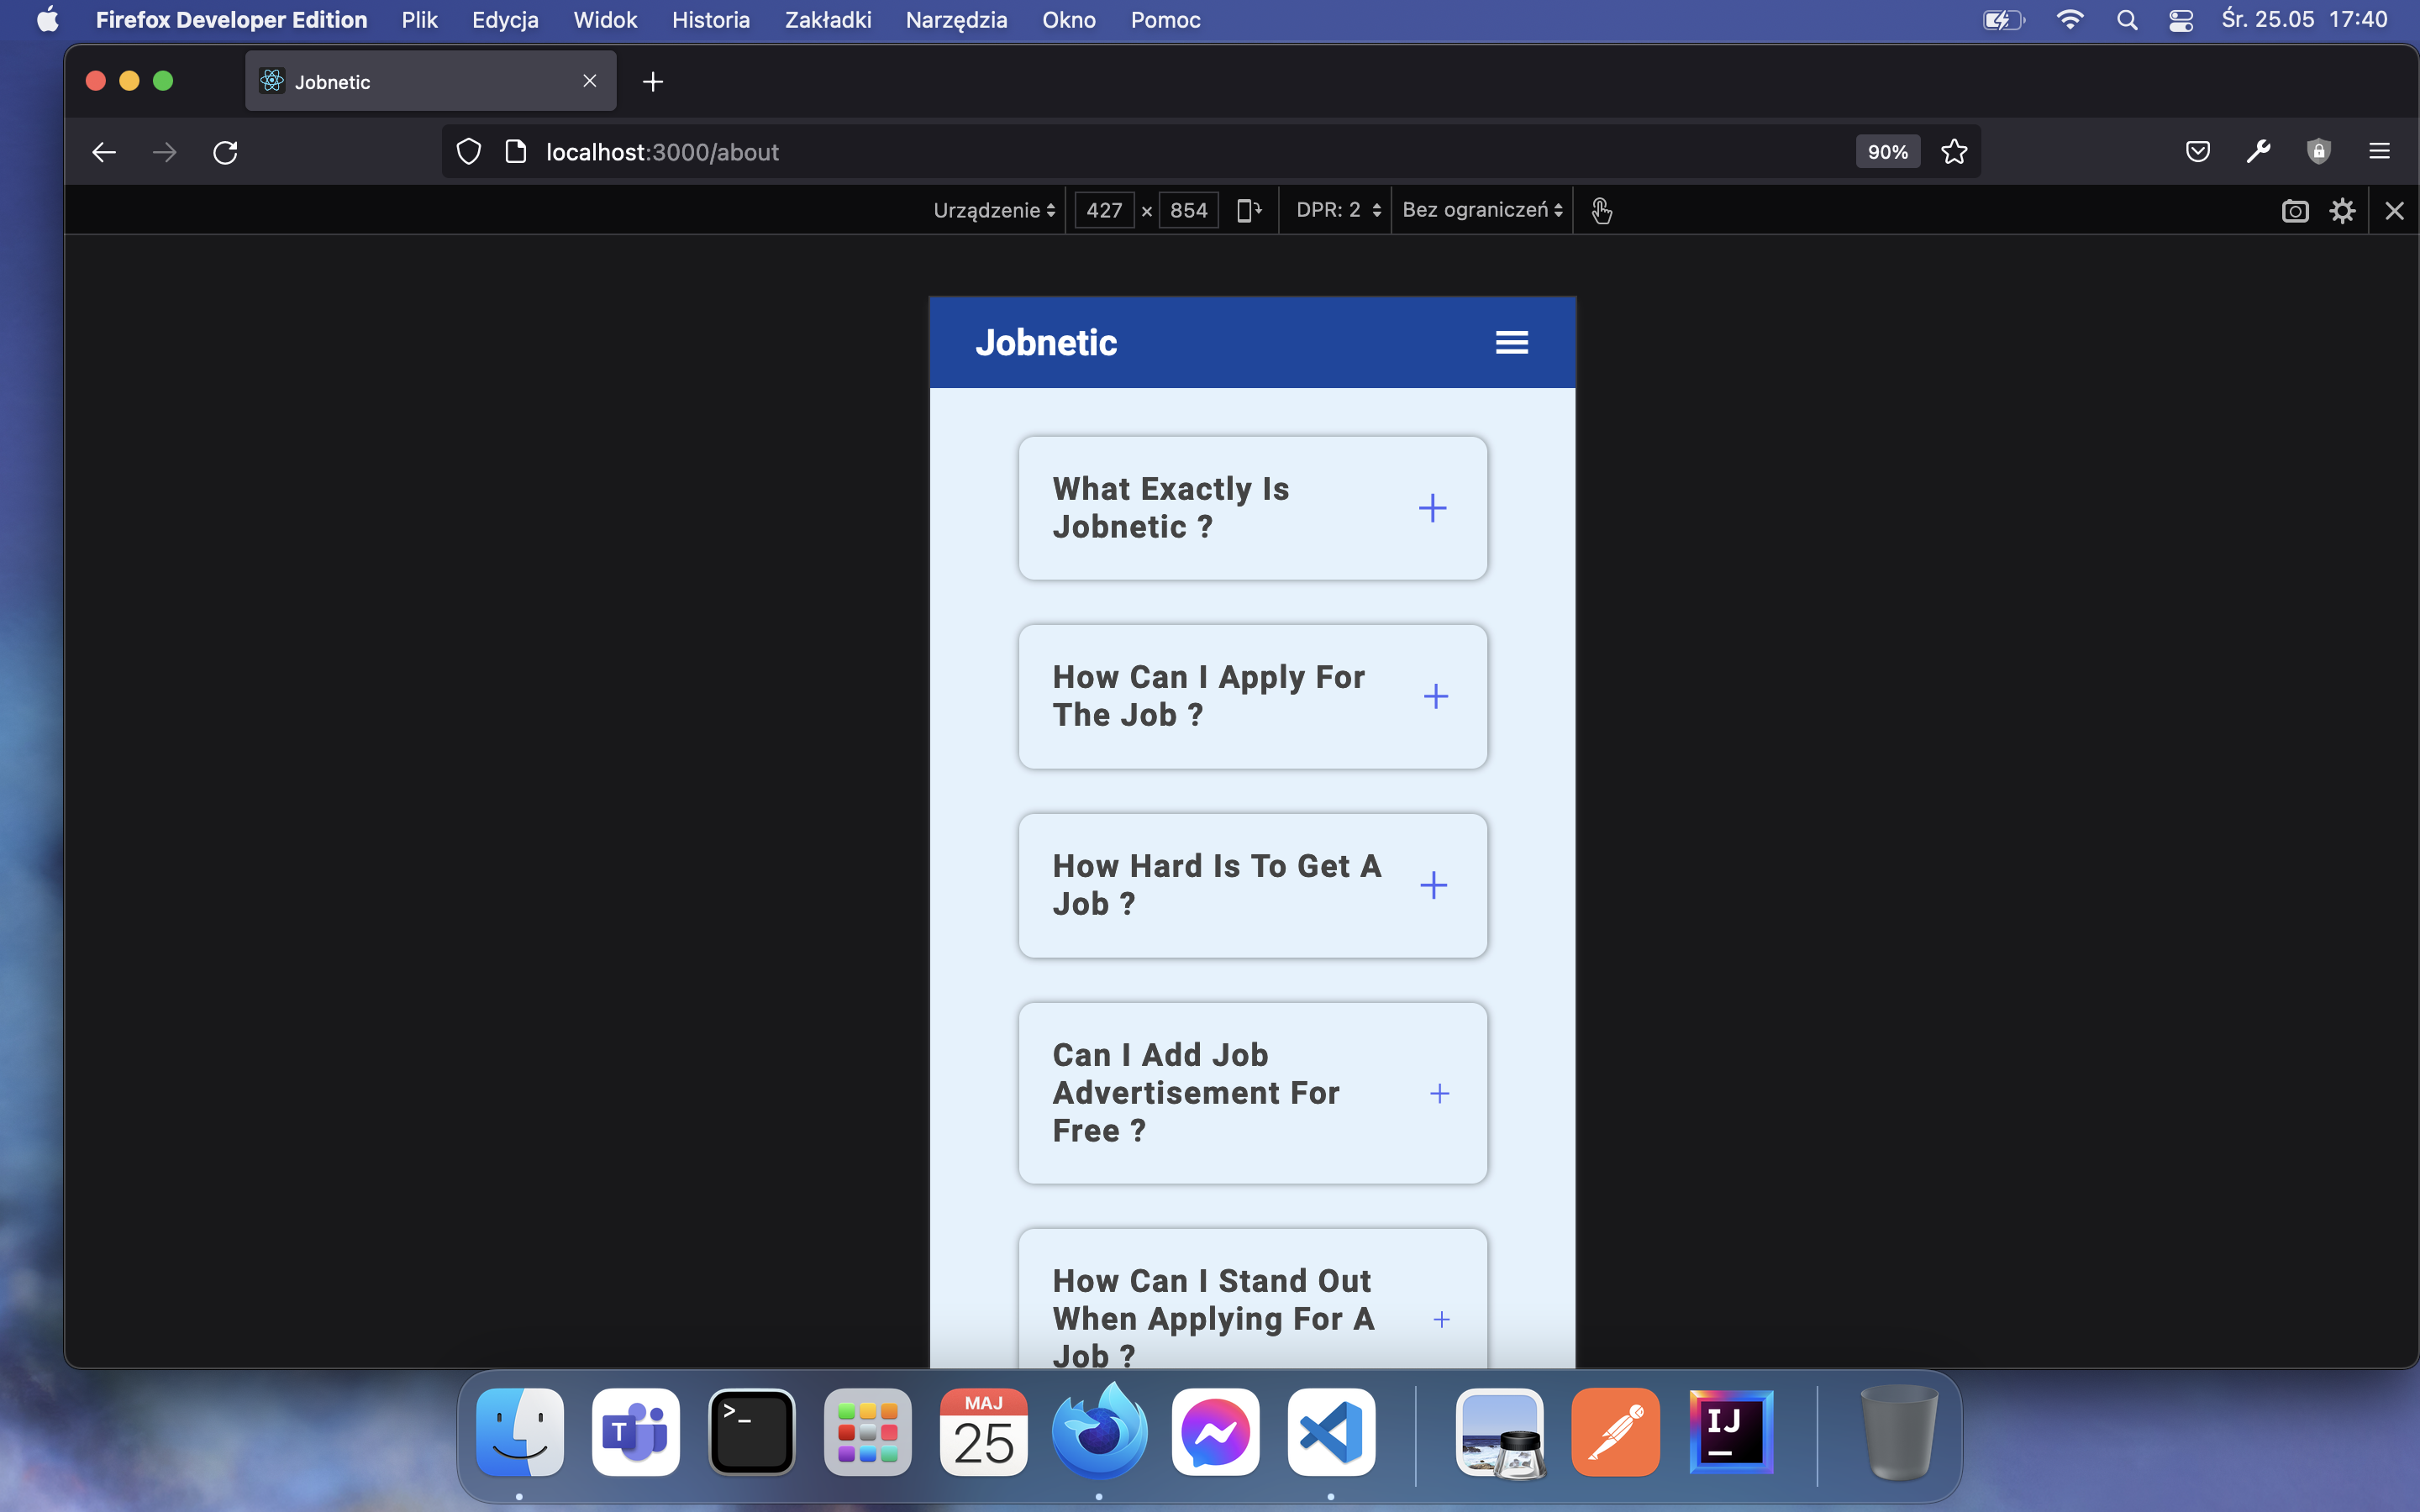 Firefox Developer Edition Plik Edycja Widok Historia Zakładki Narzędzia Okno Pomoc Śr. 25.05 17:40
Jobnetic
localhost:3000/about 90%
Urządzenie 427 × 854 DPR: 2 Bez ograniczeń
Jobnetic
What Exactly Is
Jobnetic ?
How Can I Apply For
The Job ?
How Hard Is To Get A
Job ?
Can I Add Job
Advertisement For
Free ?
How Can I Stand Out
When Applying For A
Job ?
T
>_
MAJ
25
IJ